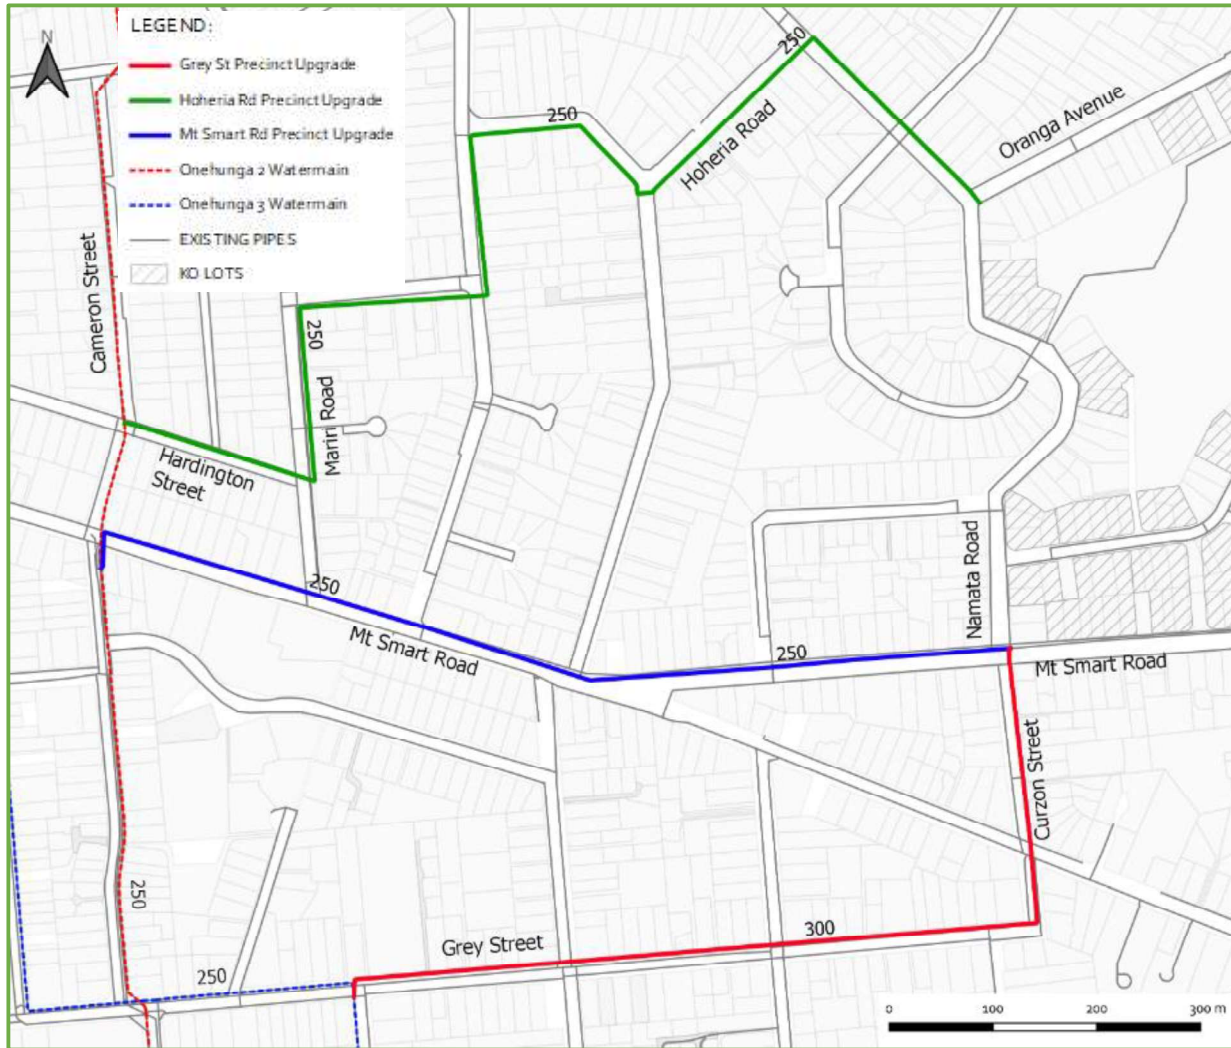 LEGEND:
N
Grey St Precinct Upgrade
Hoheria Rd Precinct Upgrade
Mt Smart Rd Precinct Upgrade
Onehunga 2 Watermain
Onehunga 3 Watermain
EXISTING PIPES
KO LOTS
250
250
Hoheria Road
Oranga Avenue
Cameron Street
250
Mariri Road
Hardington
Street
250
Mt Smart Road
250
Namata Road
Mt Smart Road
Curzon Street
250
Grey Street
300
250
0
100
200
300 m